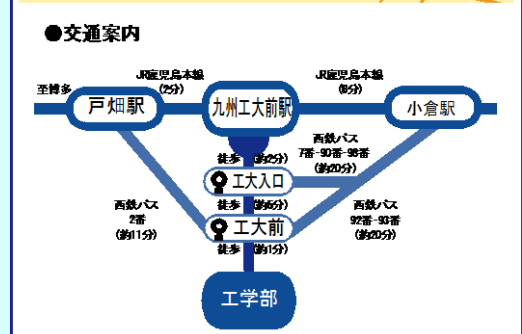 ●交通案内
JR鹿児島本線
(2分)
JR鹿児島本線
至博多
戸畑駅
九州工大前駅
小倉駅
徒歩 (約2分)
西鉄バス
7番-90番-98番
(約20分)
工大入口
徒歩 (約5分)
西鉄バス
2番
(約11分)
工大前
西鉄バス
92番-93番
(約20分)
徒歩 (約1分)
工学部